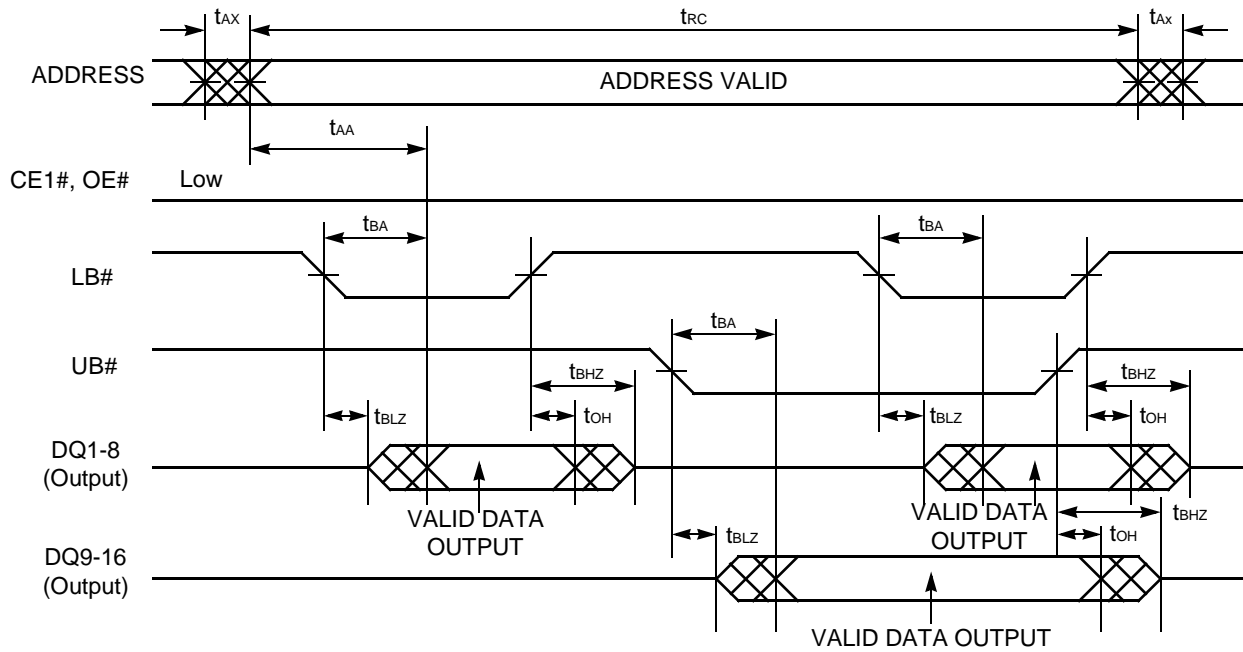 tAX tRC tAx
ADDRESS ADDRESS VALID
tAA
CE1#, OE# Low
tBA tBA
LB#
tBA
UB#
tBHZ tBHZ
tBLZ tOH tBLZ tOH
DQ1-8
(Output)
VALID DATA
OUTPUT
VALID DATA
OUTPUT
tBHZ
tBLZ tOH
DQ9-16
(Output)
VALID DATA OUTPUT